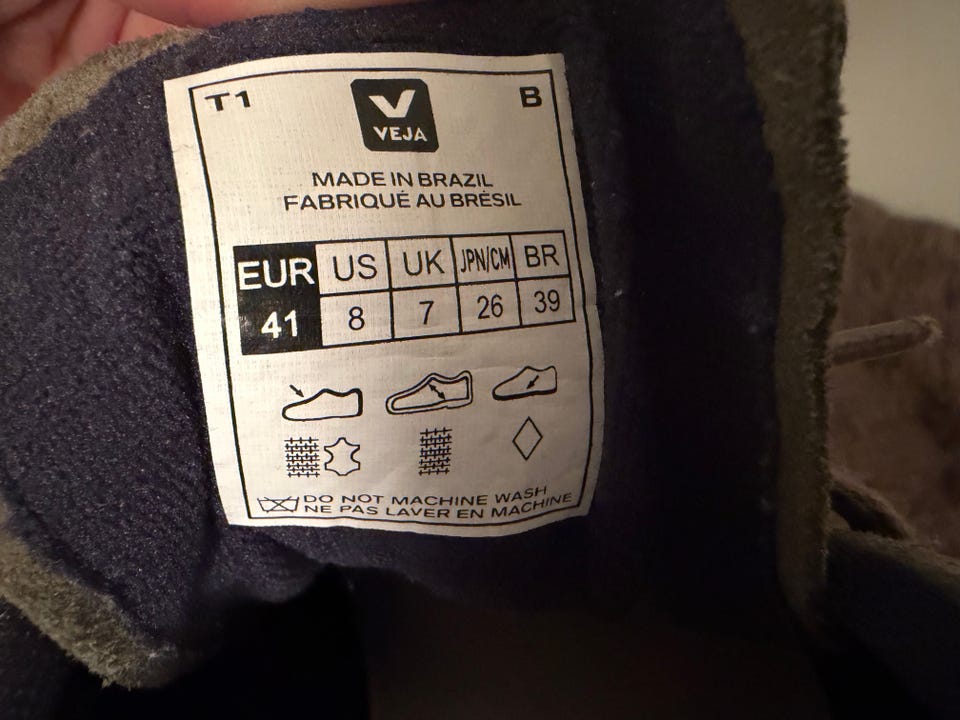 T1 B
V
VEJA
MADE IN BRAZIL
FABRIQUÉ AU BRÉSIL
EUR US UK JPN/CM BR
41 8 7 26 39
DO NOT MACHINE WASH
NE PAS LAVER EN MACHINE